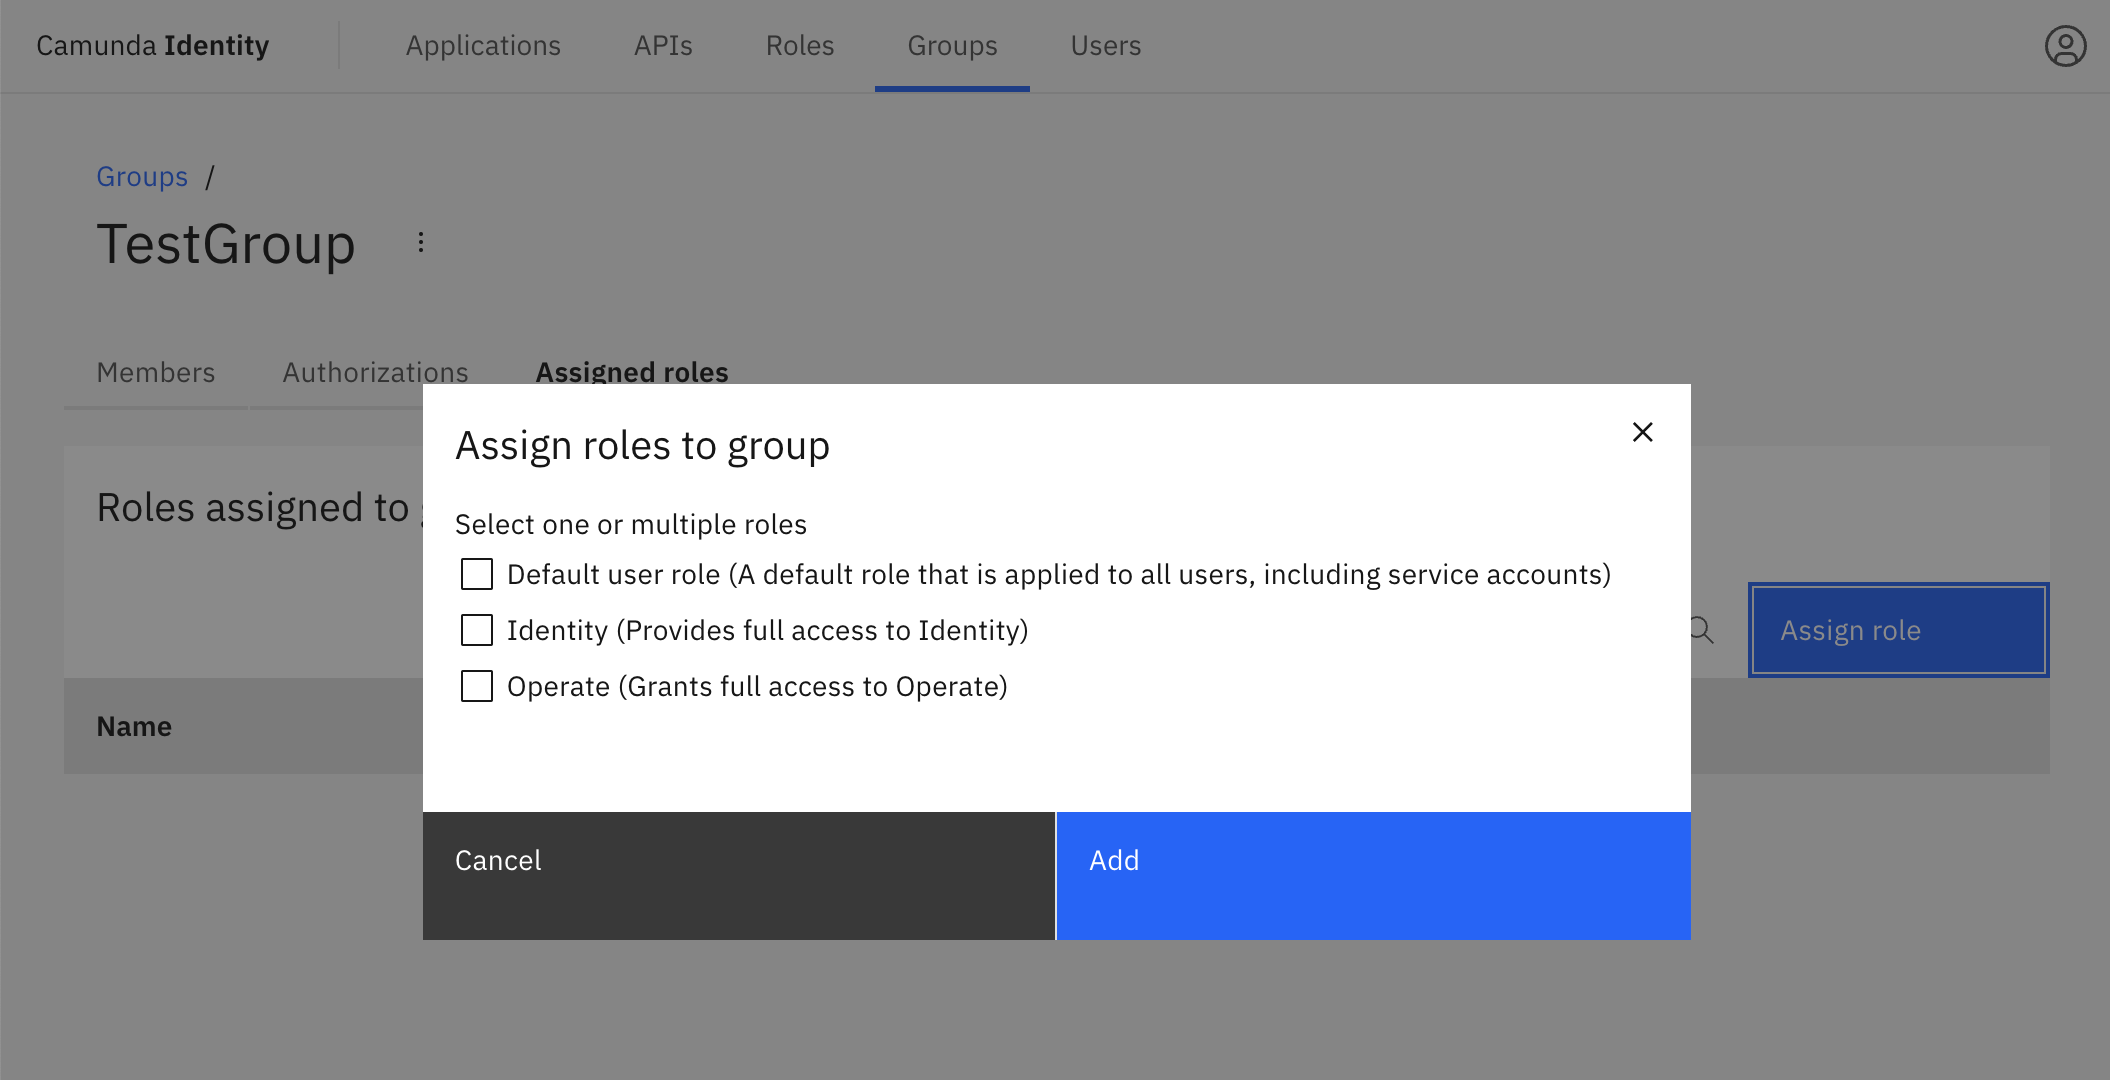 Camunda Identity
Applications
APIs
Roles
Groups
Users
Groups /
TestGroup
Members
Authorizations
Assigned roles
Roles assigned to
Assign role
Name
Assign roles to group
Select one or multiple roles
Default user role (A default role that is applied to all users, including service accounts)
Identity (Provides full access to Identity)
Operate (Grants full access to Operate)
Cancel
Add